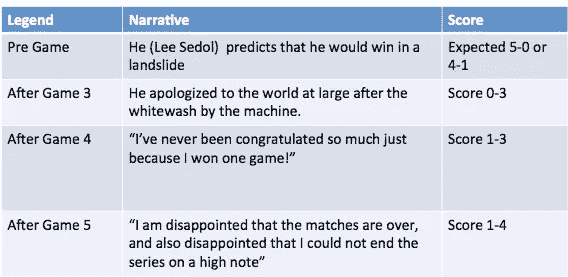 Legend Narrative Score
Pre Game He (Lee Sedol) predicts that he would win in a Expected 5-0 or
landslide 4-1
After Game 3 He apologized to the world at large after the Score 0-3
whitewash by the machine.
After Game 4 “I’ve never been congratulated so much just Score 1-3
because I won one game!”
After Game 5 “I am disappointed that the matches are over, Score 1-4
and also disappointed that I could not end the
series on a high note”